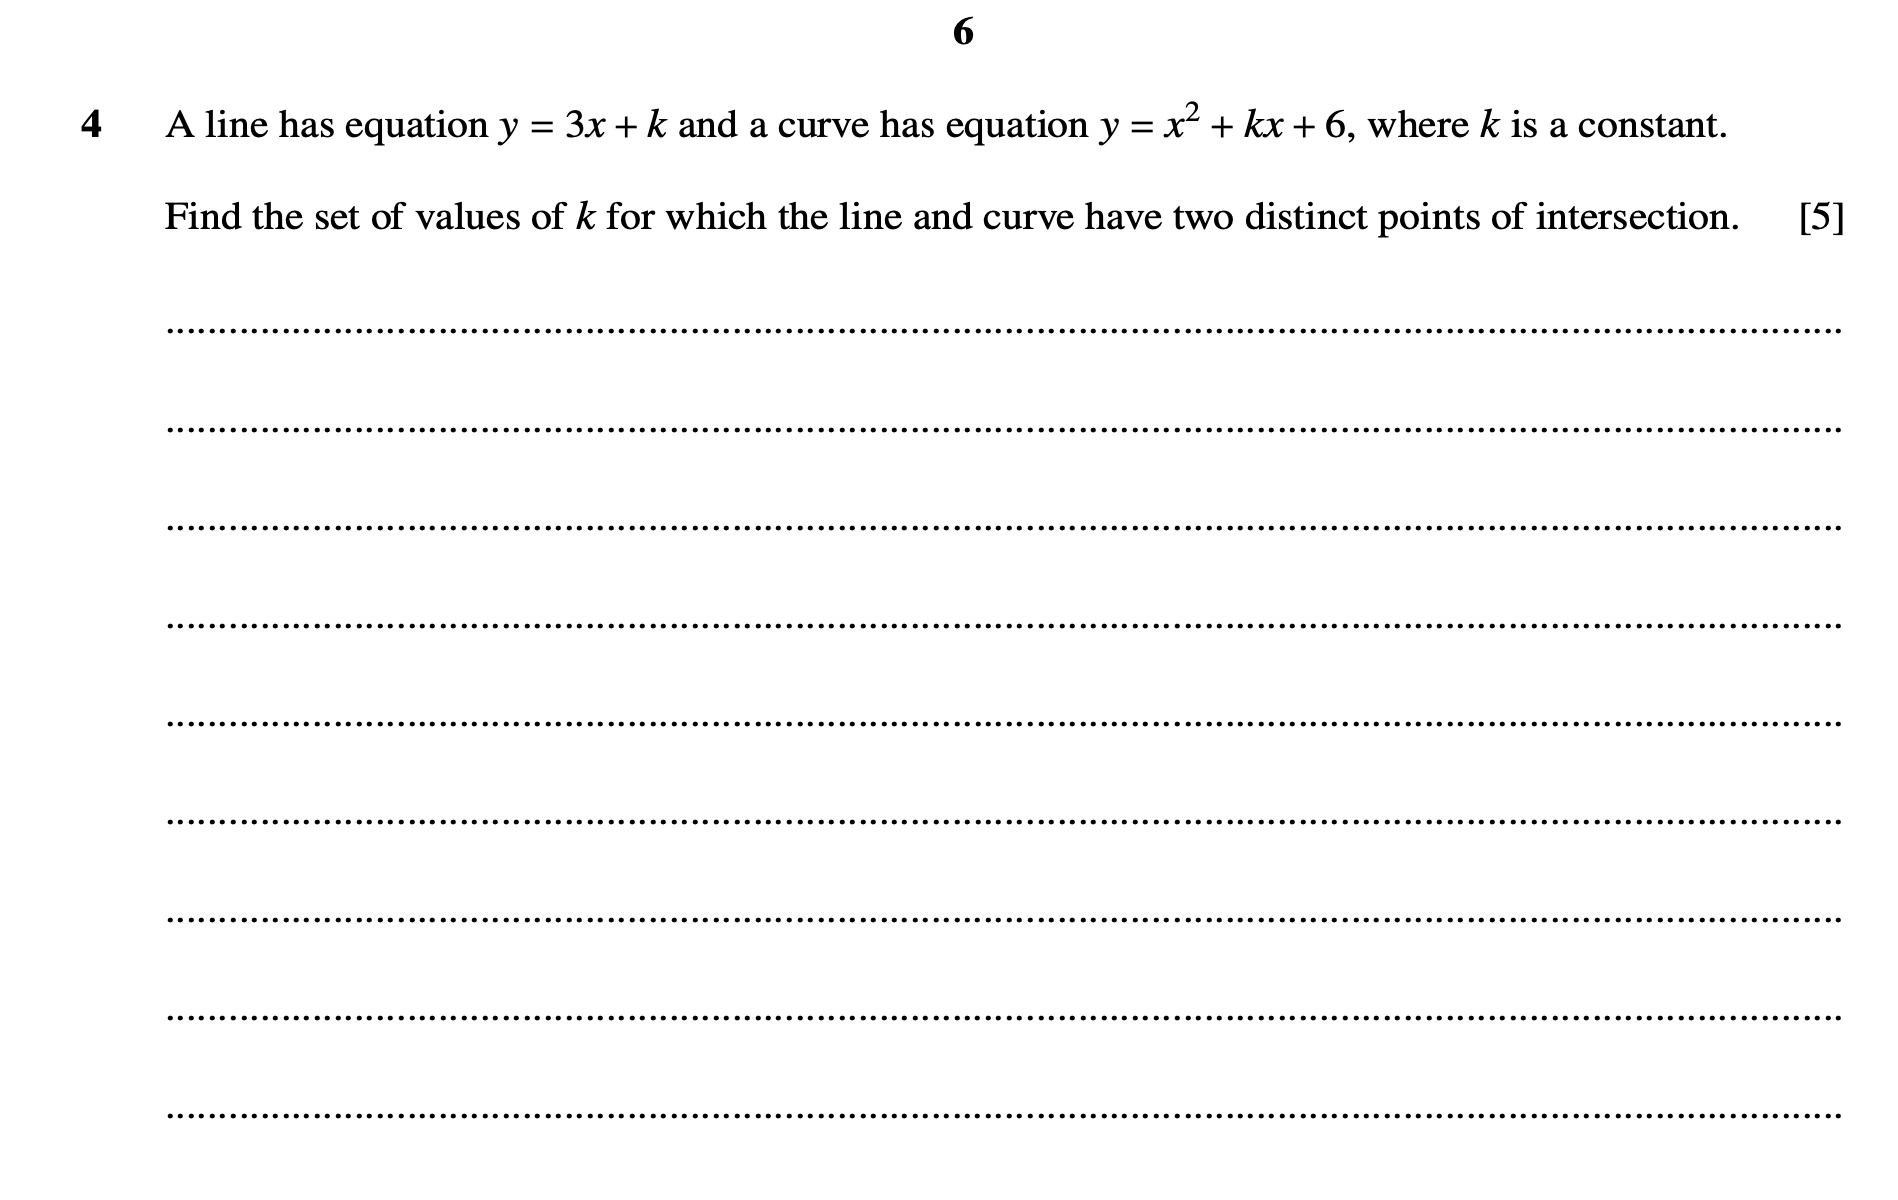 6
4 A line has equation y = 3x + k and a curve has equation y = x² + kx + 6, where k is a constant.
Find the set of values of k for which the line and curve have two distinct points of intersection. [5]